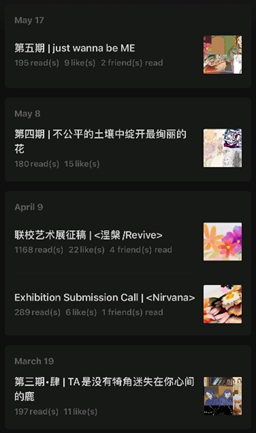 May 17
第五期 | just wanna be ME
195 read(s) 9 like(s) 2 friend(s) read
May 8
第四期 | 不公平的土壤中绽开最绚丽的
花
180 read(s) 15 like(s)
April 9
联校艺术展征稿 | <涅槃/Revive>
1168 read(s) 22 like(s) 4 friend(s) read
Exhibition Submission Call | <Nirvana>
289 read(s) 6 like(s) 1 friend(s) read
March 19
第三期·肆 | TA是没有犄角迷失在你心间
的鹿
197 read(s) 11 like(s)